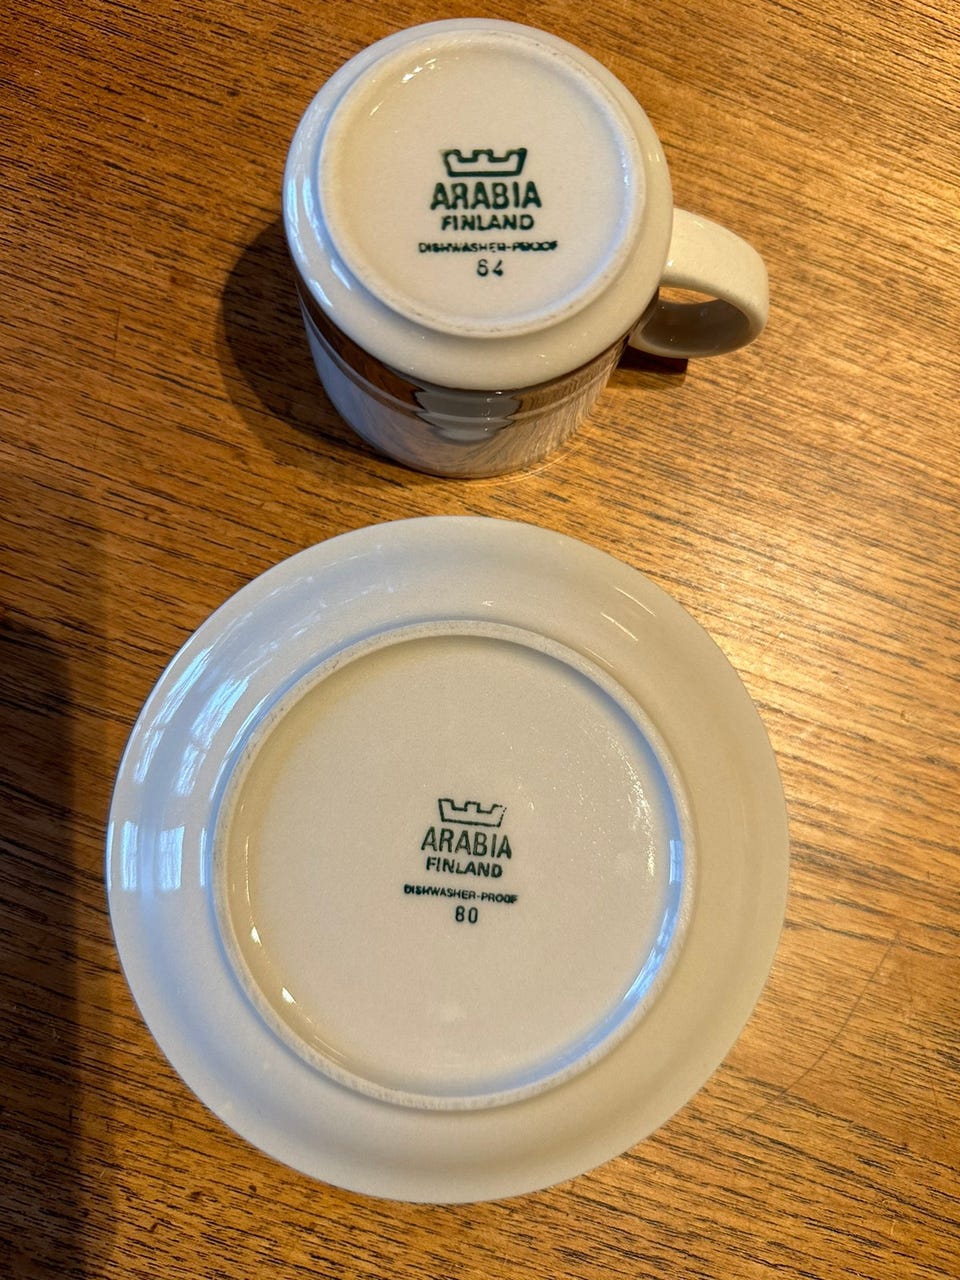 ARABIA
FINLAND
DISHWASHER-PROOF
64
ARABIA
FINLAND
DISHWASHER-PROOF
80